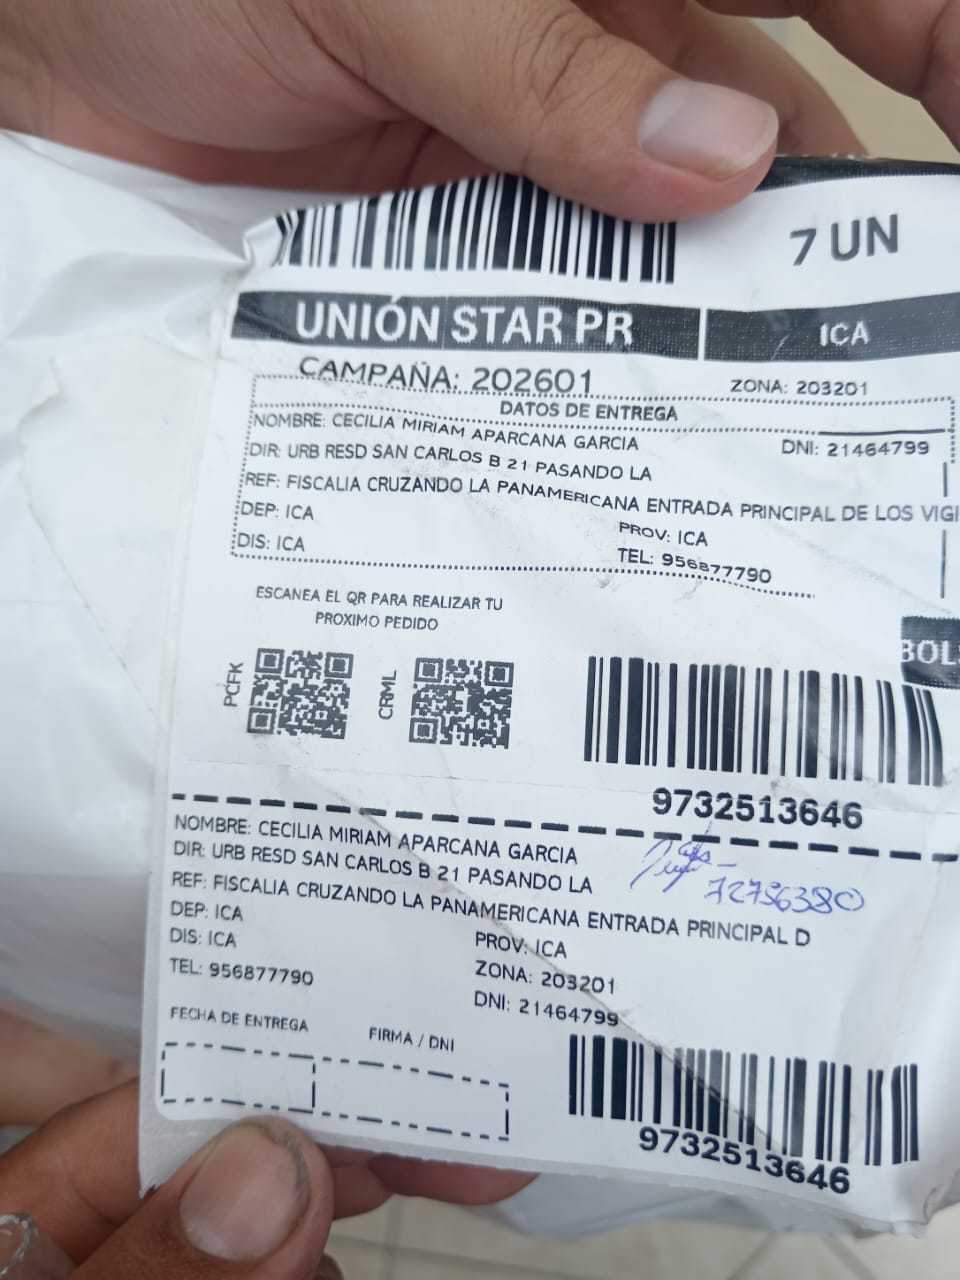 7 UN
UNIÓN STAR PR ICA
CAMPAÑA: 202601 ZONA: 203201
DATOS DE ENTREGA
NOMBRE: CECILIA MIRIAM APARCANA GARCIA DNI: 21464799
DIR: URB RESD SAN CARLOS B 21 PASANDO LA
REF: FISCALIA CRUZANDO LA PANAMERICANA ENTRADA PRINCIPAL DE LOS VIGI
DEP: ICA PROV: ICA
DIS: ICA TEL: 956877790
ESCANEA EL QR PARA REALIZAR TU
PROXIMO PEDIDO
BOL
PCFK
CRML
9732513646
NOMBRE: CECILIA MIRIAM APARCANA GARCIA
DIR: URB RESD SAN CARLOS B 21 PASANDO LA
72756380
REF: FISCALIA CRUZANDO LA PANAMERICANA ENTRADA PRINCIPAL D
DEP: ICA PROV: ICA
DIS: ICA ZONA: 203201
TEL: 956877790 DNI: 21464799
FECHA DE ENTREGA FIRMA / DNI
9732513646